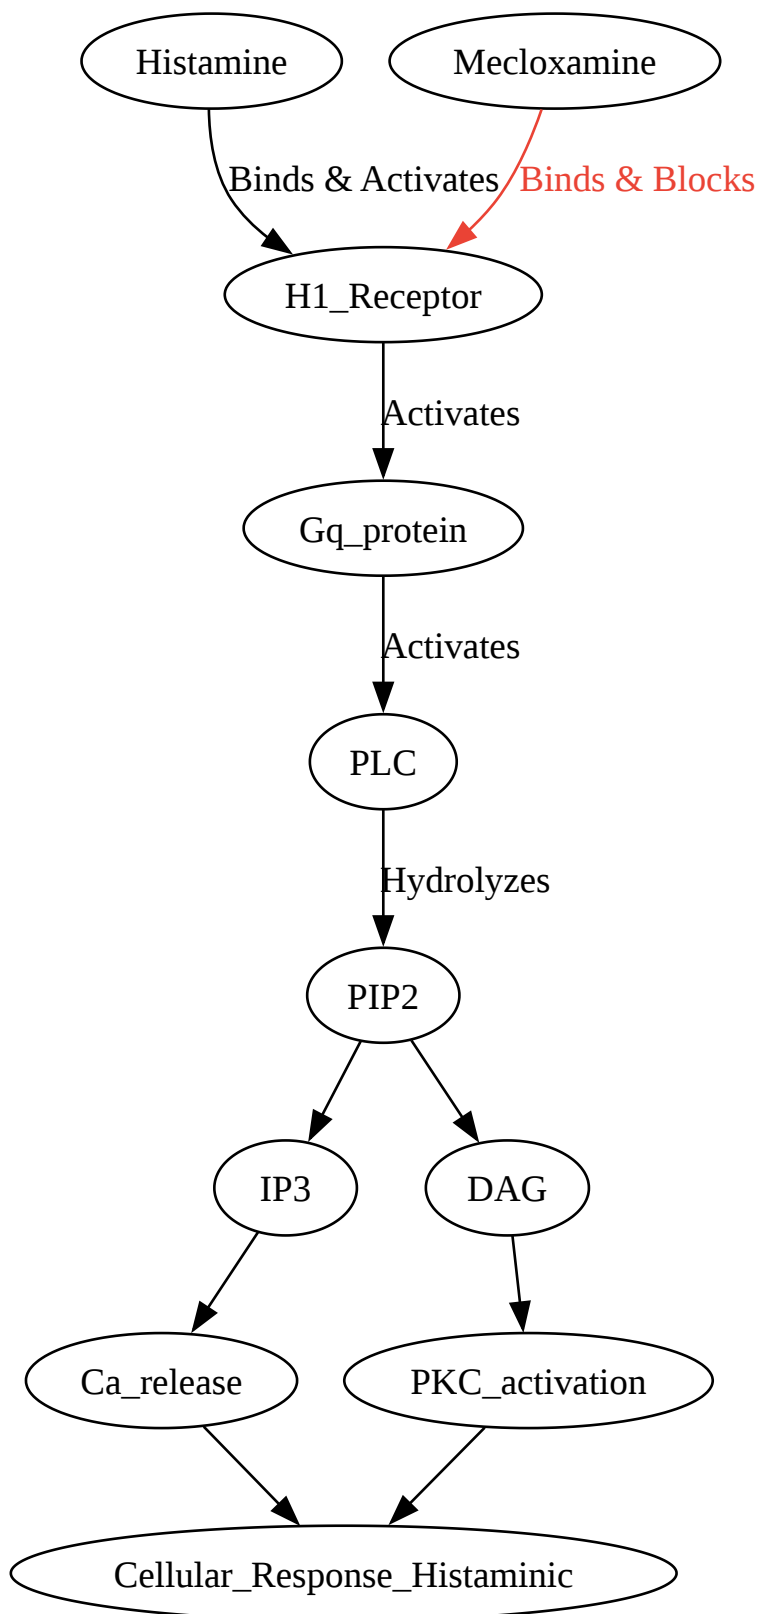 Histamine
Mecloxamine
Binds & Activates
Binds & Blocks
H1_Receptor
Activates
Gq_protein
Activates
PLC
Hydrolyzes
PIP2
IP3
DAG
Ca_release
PKC_activation
Cellular_Response_Histaminic